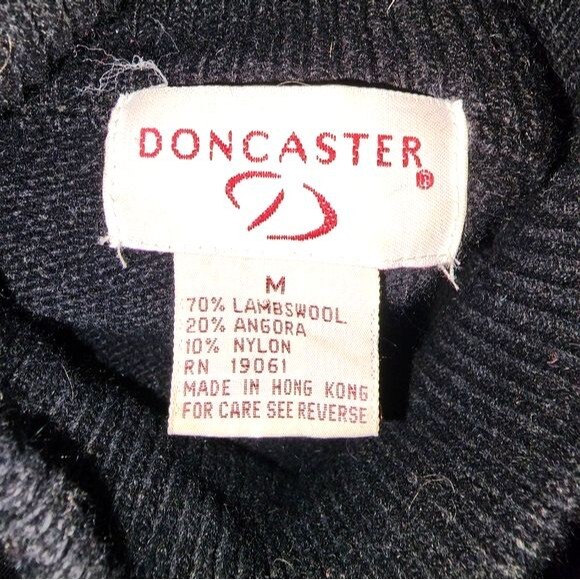 DONCASTER®
M
70% LAMBSWOOL
20% ANGORA
10% NYLON
RN 19061
MADE IN HONG KONG
FOR CARE SEE REVERSE